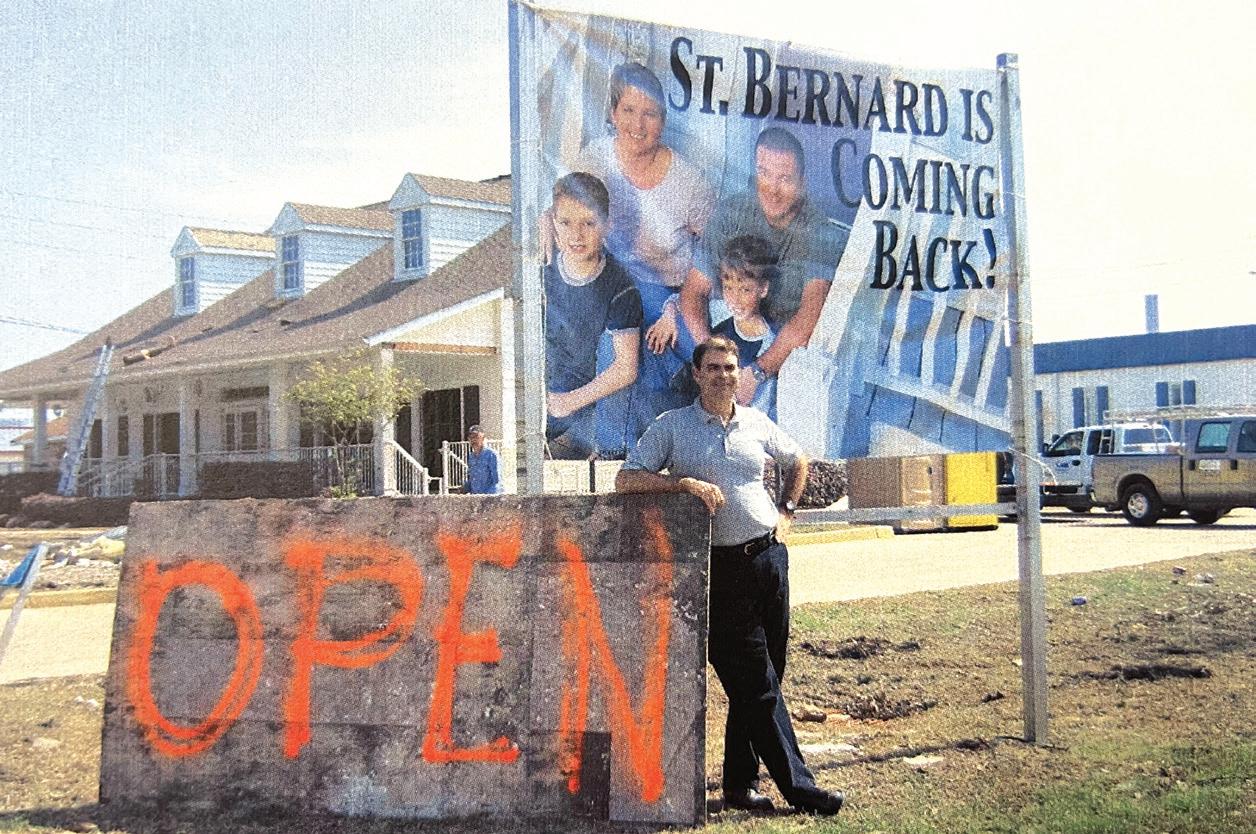 ST. BERNARD IS
COMING
BACK!
OPEN